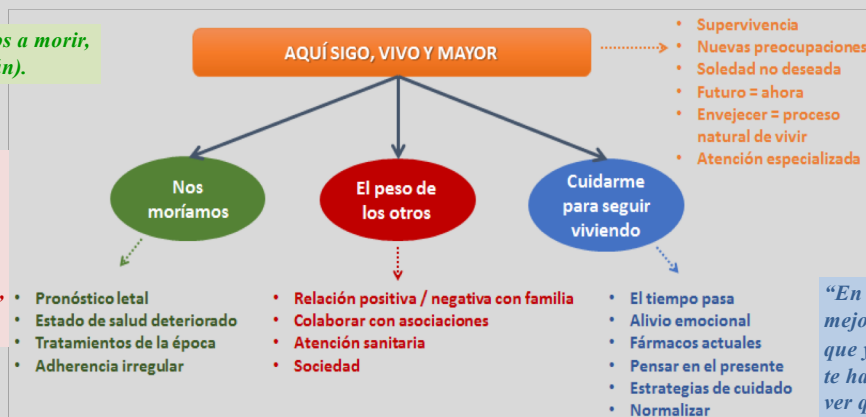 os a morir,
AQUÍ SIGO, VIVO Y MAYOR
• Supervivencia
• Nuevas preocupaciones
• Soledad no deseada
• Futuro = ahora
• Envejecer = proceso
natural de vivir
• Atención especializada
Nos
moríamos
El peso de
los otros
Cuidarme
para seguir
viviendo
• Pronóstico letal
• Estado de salud deteriorado
• Tratamientos de la época
• Adherencia irregular
• Relación positiva / negativa con familia
• Colaborar con asociaciones
• Atención sanitaria
• Sociedad
• El tiempo pasa
• Alivio emocional
• Fármacos actuales
• Pensar en el presente
• Estrategias de cuidado
• Normalizar
“En
mejo
que y
te ha
ver q